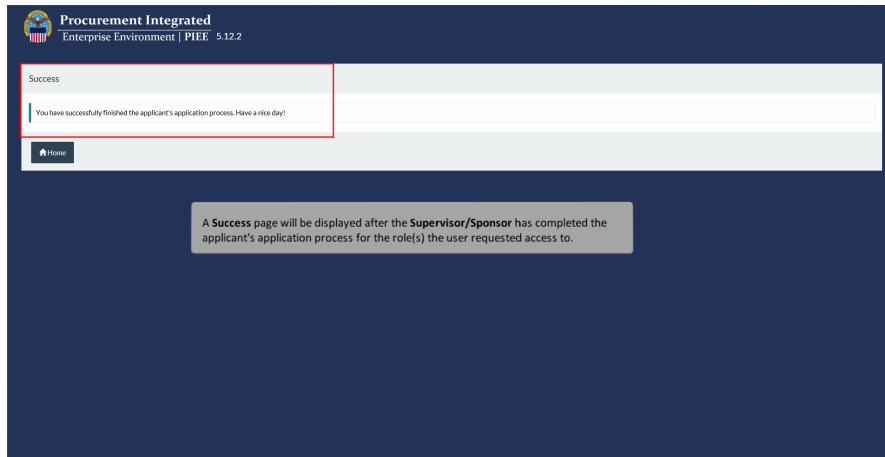 Procurement Integrated
Enterprise Environment | PIEE 5.12.2
Success
You have successfully finished the applicant's application process. Have a nice day!
Home
A Success page will be displayed after the Supervisor/Sponsor has completed the
applicant's application process for the role(s) the user requested access to.